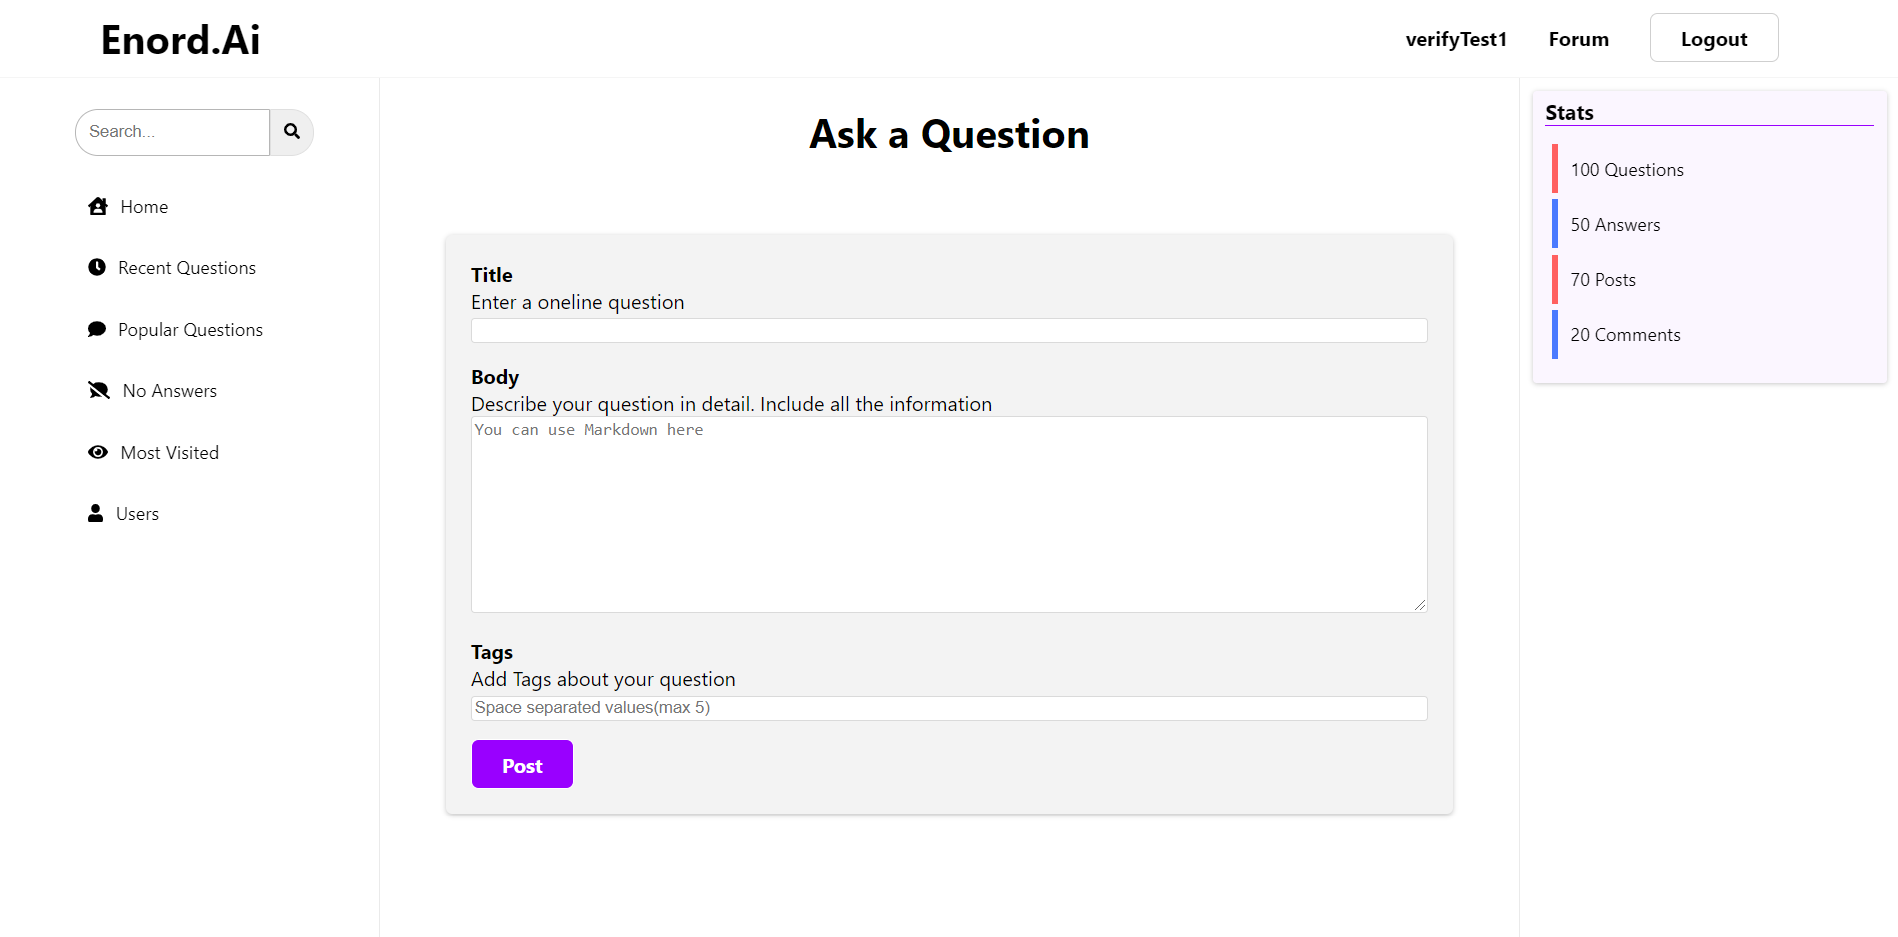 Enord.Ai
verifyTest1
Forum
Logout
Search...
Home
Recent Questions
Popular Questions
No Answers
Most Visited
Users
Ask a Question
Title
Enter a oneline question
Body
Describe your question in detail. Include all the information
You can use Markdown here
Tags
Add Tags about your question
Space separated values(max 5)
Post
Stats
100 Questions
50 Answers
70 Posts
20 Comments